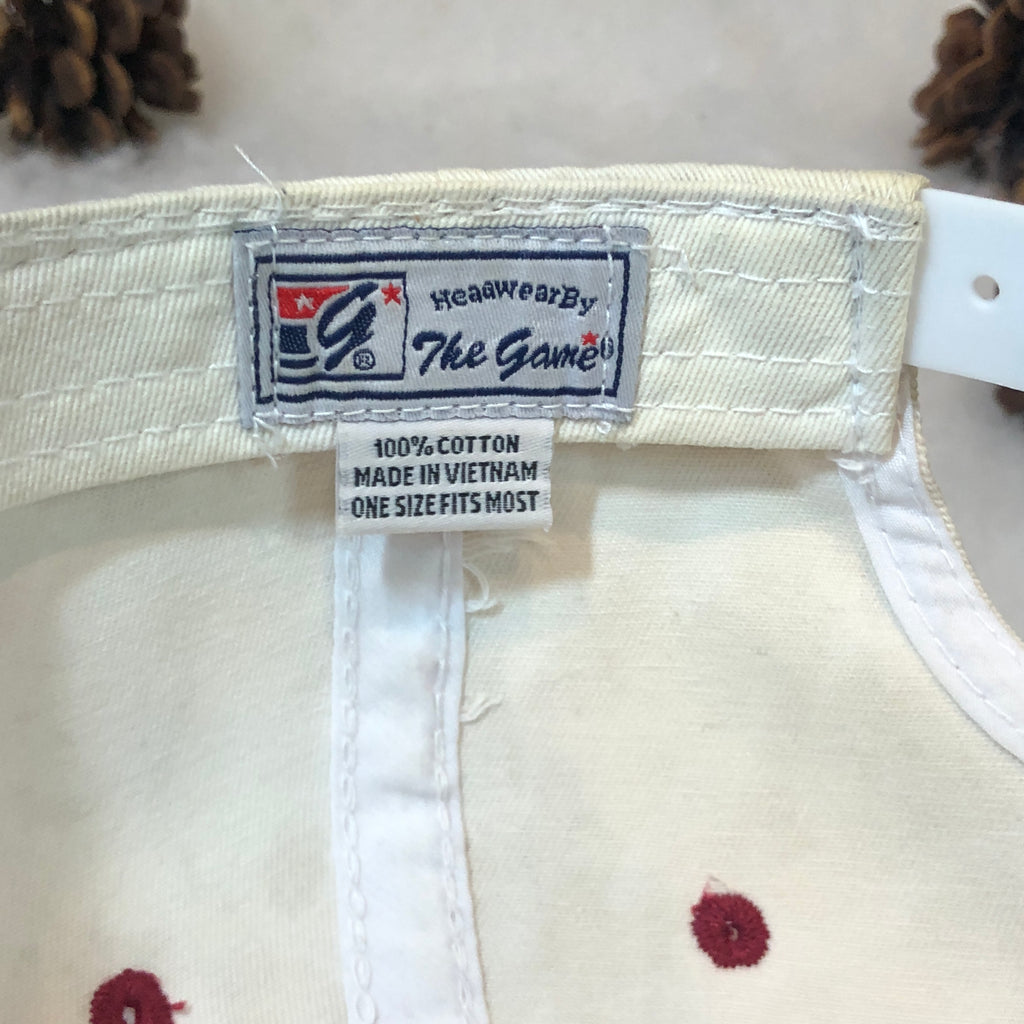 G®
HeadwearBy
The Game®
100% COTTON
MADE IN VIETNAM
ONE SIZE FITS MOST